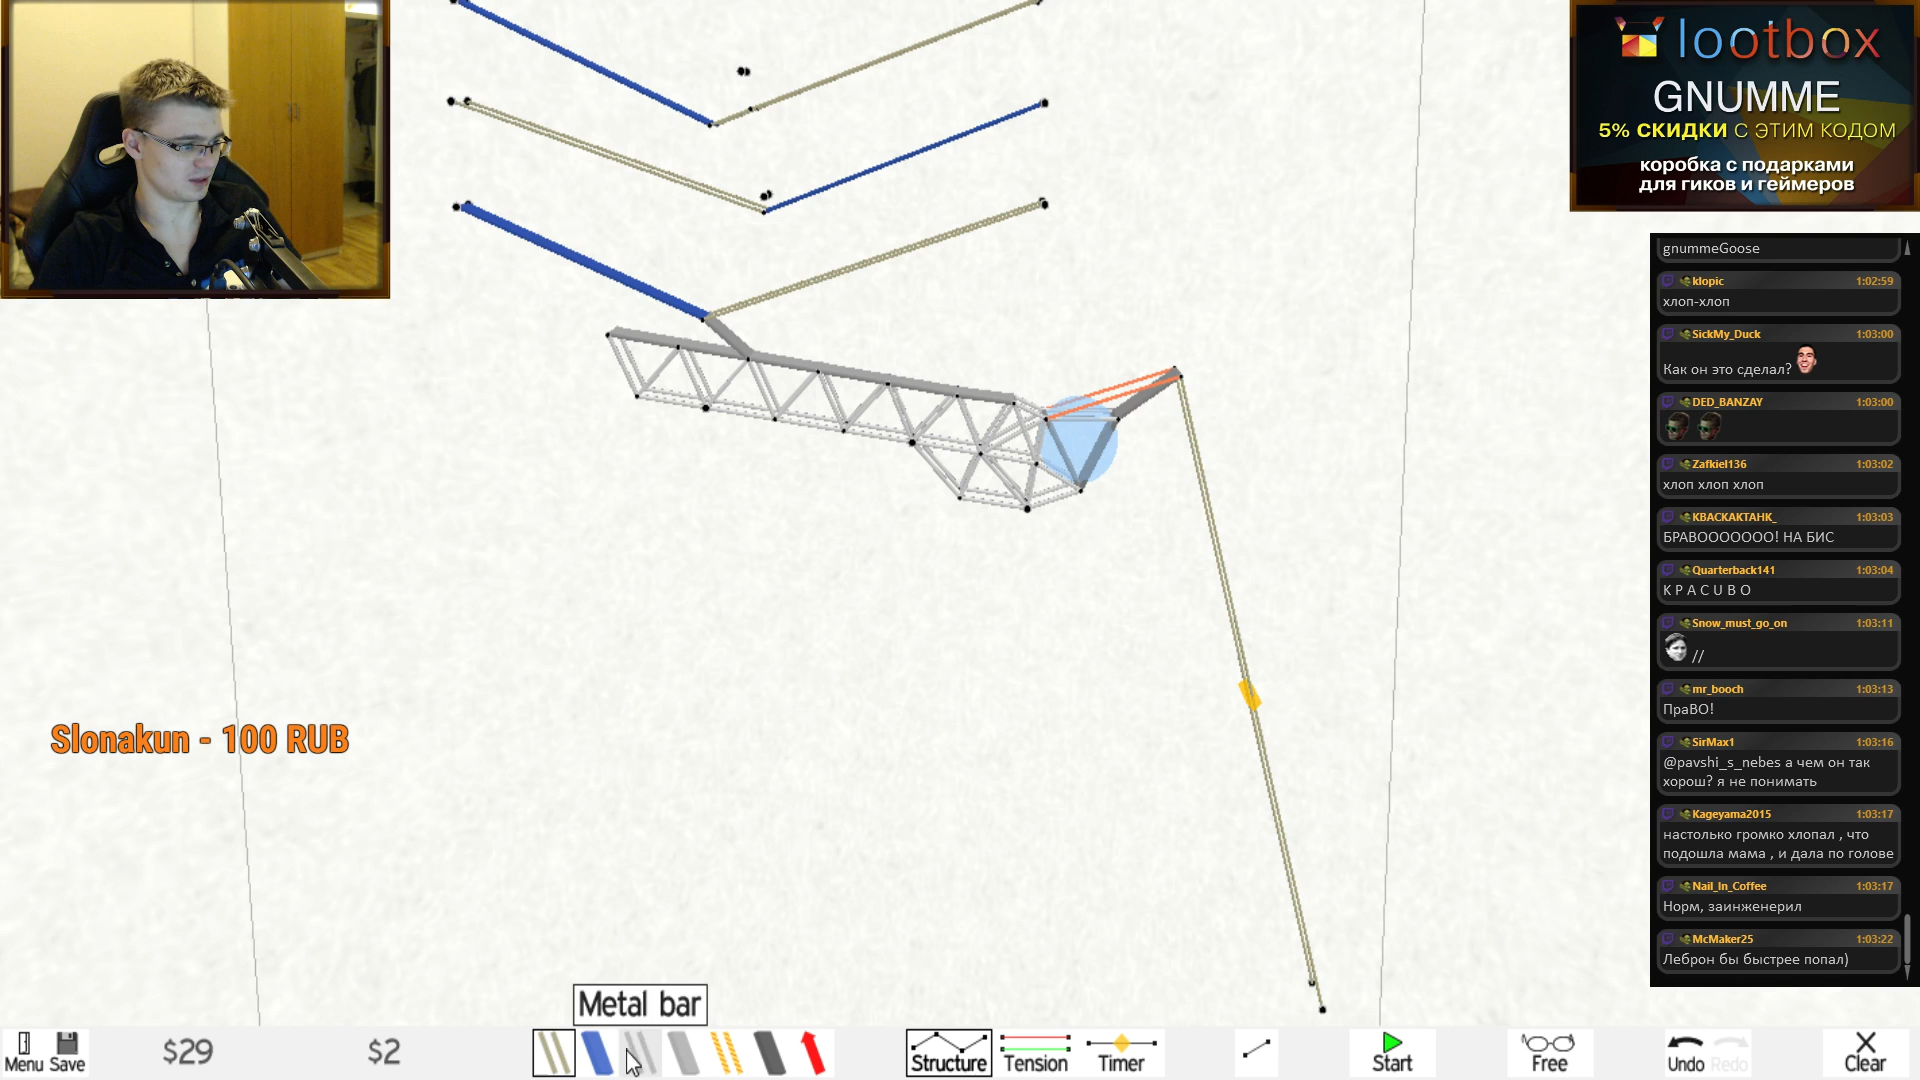 lootbox
GNUMME
5% СКИДКИ С ЭТИМ КОДОМ
коробка с подарками
для гиков и геймеров
gnummeGoose
klopic 1:02:59
хлоп-хлоп
SickMy_Duck 1:03:00
Как он это сделал?
DED_BANZAY 1:03:00
Zafkiel136 1:03:02
хлоп хлоп хлоп
KBACKAKTAHK_ 1:03:03
БРАВООООООО! НА БИС
Quarterback141 1:03:04
K P A C U B O
Snow_must_go_on 1:03:11
//
mr_booch 1:03:13
ПраВО!
SirMax1 1:03:16
@pavshi_s_nebes а чем он так
хорош? я не понимать
Kageyama2015 1:03:17
настолько громко хлопал , что
подошла мама , и дала по голове
Nail_In_Coffee 1:03:17
Норм, заинженерил
McMaker25 1:03:22
Леброн бы быстрее попал)
Slonakun - 100 RUB
Metal bar
Menu Save $29 $2 Structure Tension Timer Start Free Undo Redo Clear